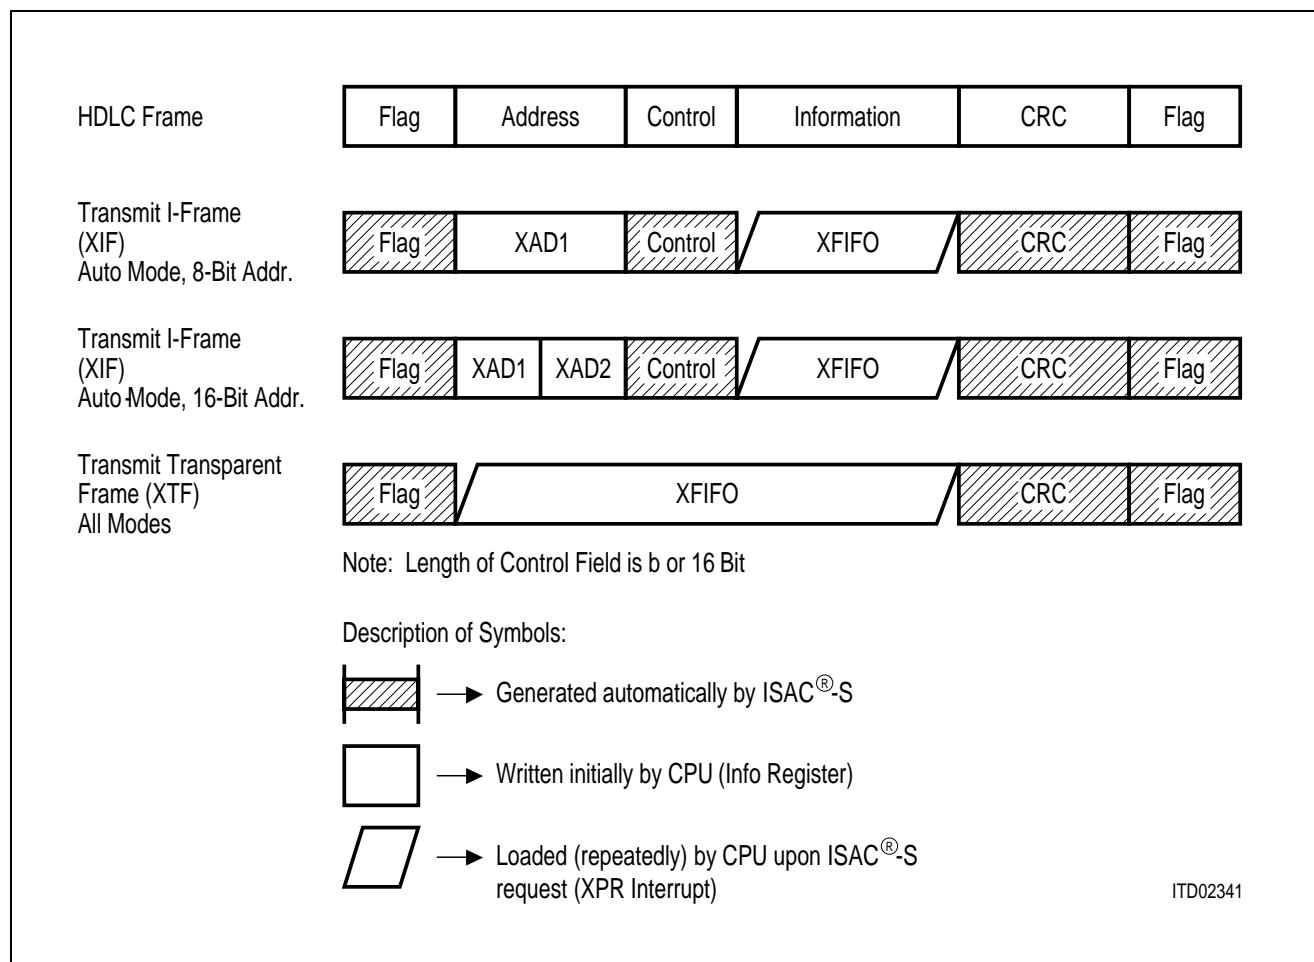 HDLC Frame Flag Address Control Information CRC Flag
Transmit I-Frame
(XIF)
Auto Mode, 8-Bit Addr.
Flag XAD1 Control XFIFO CRC Flag
Transmit I-Frame
(XIF)
Auto Mode, 16-Bit Addr.
Flag XAD1 XAD2 Control XFIFO CRC Flag
Transmit Transparent
Frame (XTF)
All Modes
Flag XFIFO CRC Flag
Note: Length of Control Field is b or 16 Bit
Description of Symbols:
Generated automatically by ISAC®-S
Written initially by CPU (Info Register)
Loaded (repeatedly) by CPU upon ISAC®-S
request (XPR Interrupt)
ITD02341